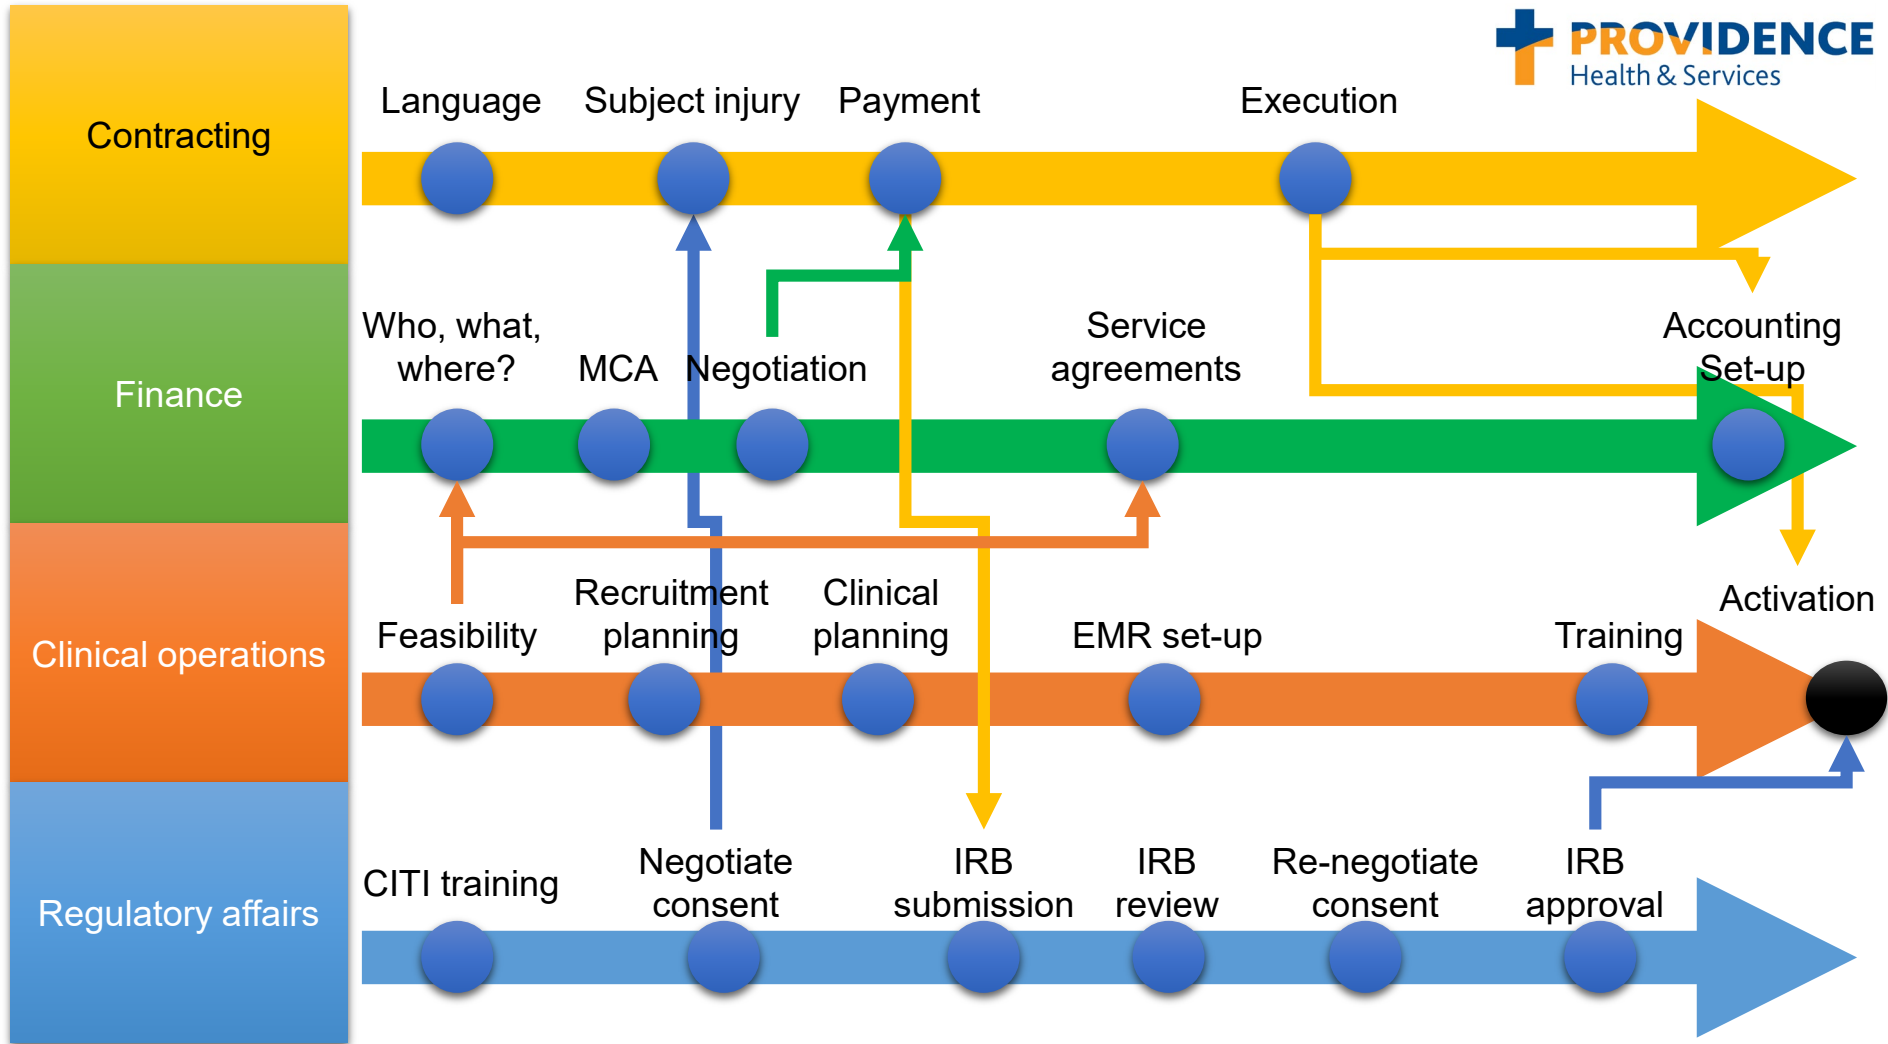 PROVIDENCE
Health & Services
Contracting
Language
Subject injury
Payment
Execution
Finance
Who, what,
where?
MCA
Negotiation
Service
agreements
Accounting
Set-up
Clinical operations
Feasibility
Recruitment
planning
Clinical
planning
EMR set-up
Training
Activation
Regulatory affairs
CITI training
Negotiate
consent
IRB
submission
IRB
review
Re-negotiate
consent
IRB
approval